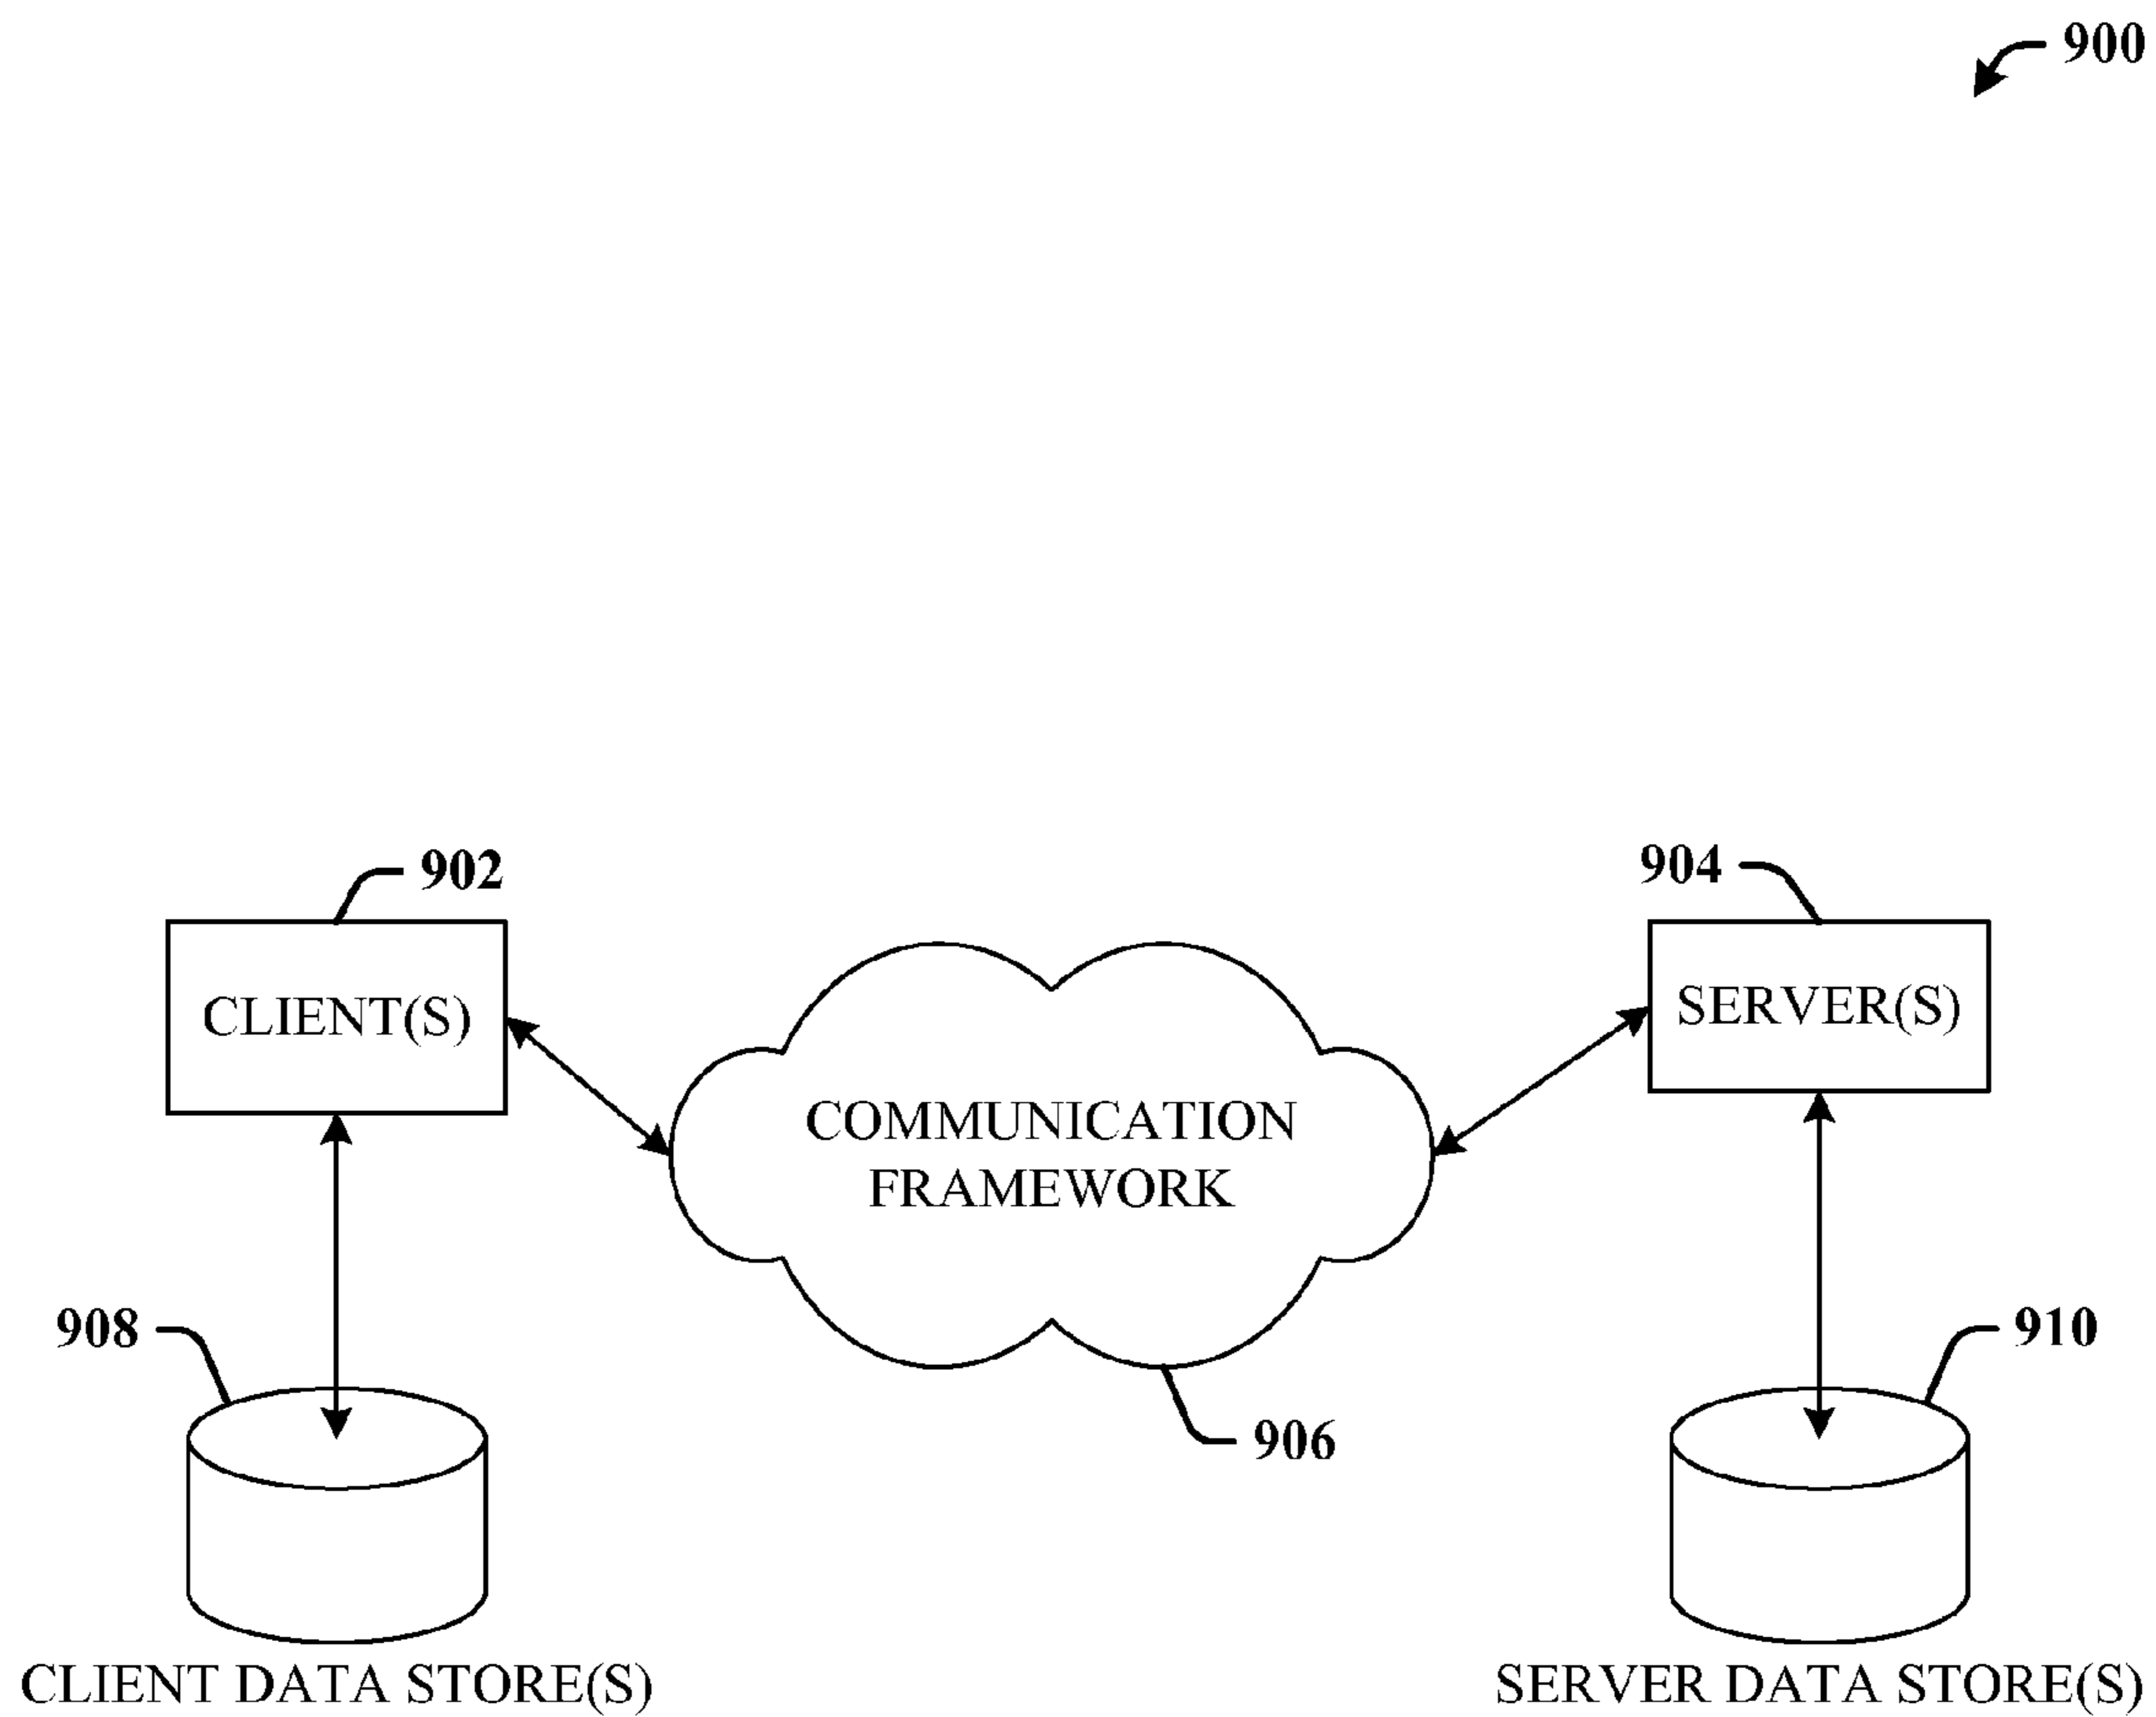 900
902
904
CLIENT(S)
SERVER(S)
COMMUNICATION
FRAMEWORK
908
910
906
CLIENT DATA STORE(S)
SERVER DATA STORE(S)